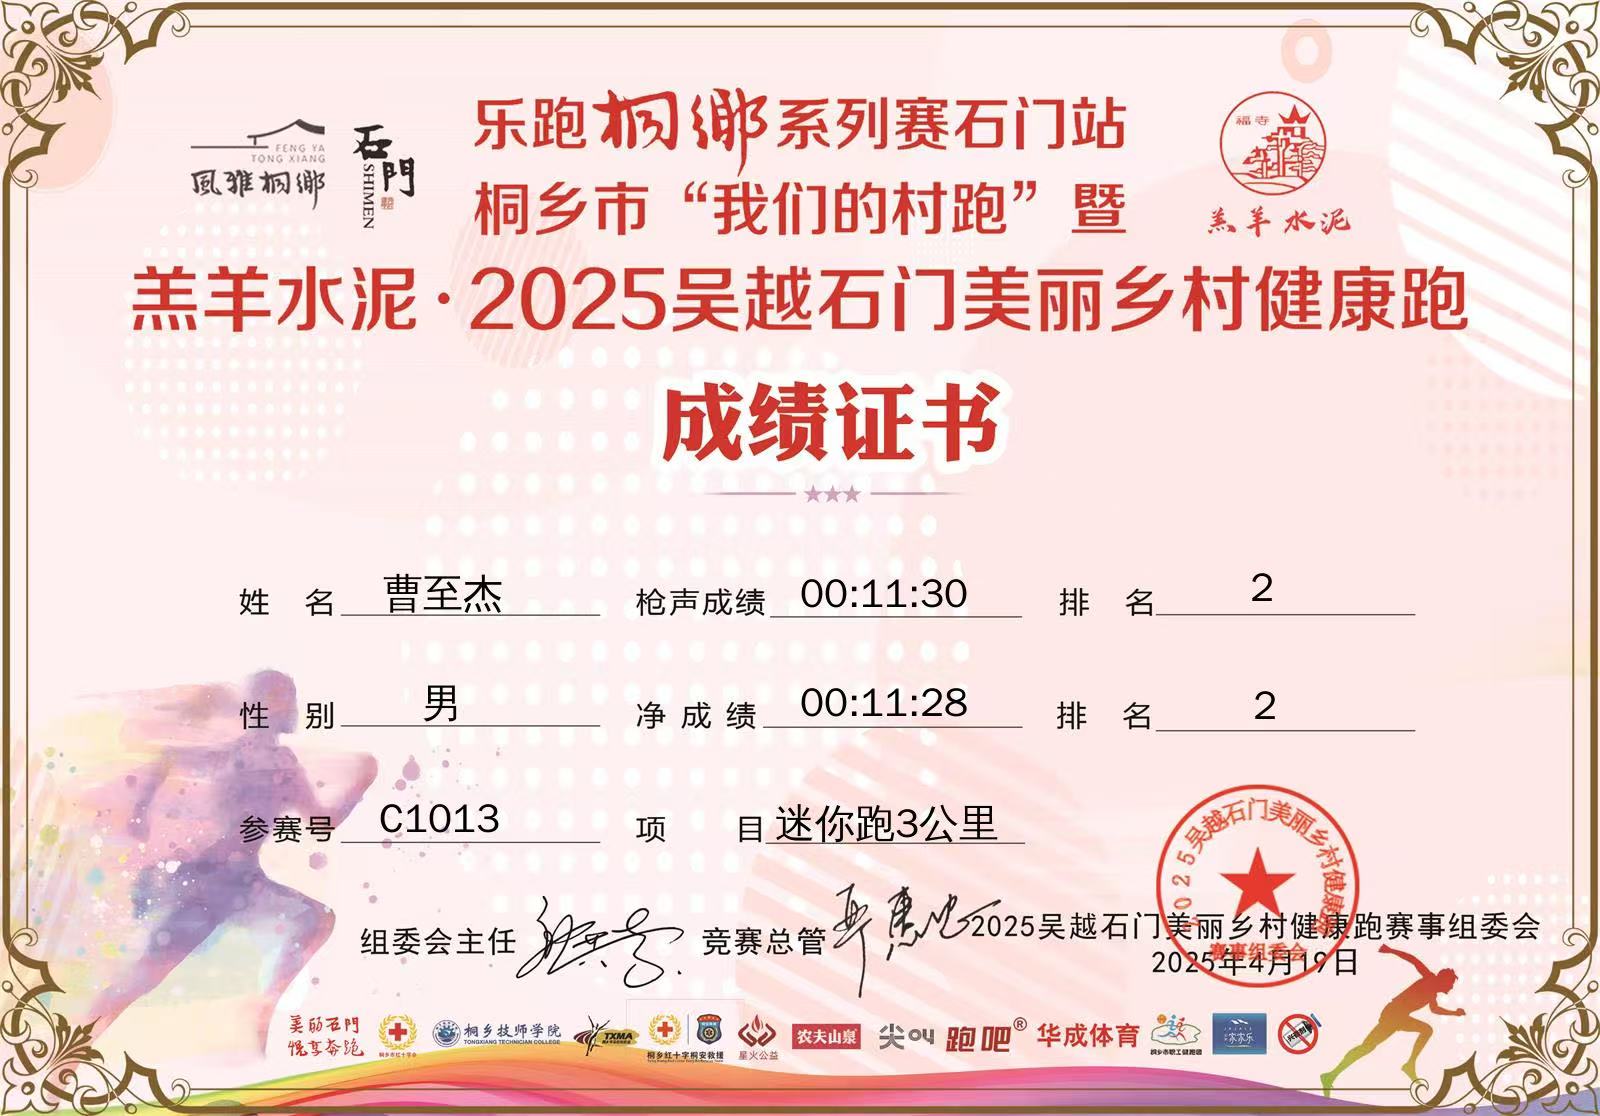 FENG YA
TONG XIANG
風雅桐鄉
石門
SHIMEN
乐跑桐鄉系列赛石门站
桐乡市“我们的村跑”暨
羔羊水泥·2025吴越石门美丽乡村健康跑
福寺
羔羊水泥
成绩证书
姓 名 曹至杰 枪声成绩 00:11:30 排 名 2
性 别 男 净成绩 00:11:28 排 名 2
参赛号 C1013 项 目 迷你跑3公里
2025吴越石门美丽乡村健康跑
赛事组委会
组委会主任 竞赛总管 2025吴越石门美丽乡村健康跑赛事组委会
2025年4月19日
美的石門
悦享奔跑
桐乡市红十字会
桐乡技师学院
TONGXIANG TECHNICIAN COLLEGE
TXMA
桐乡红十字桐安救援
星火公益
农夫山泉
尖叫
跑吧®
华成体育
桐乡市职工健跑团
家家乐